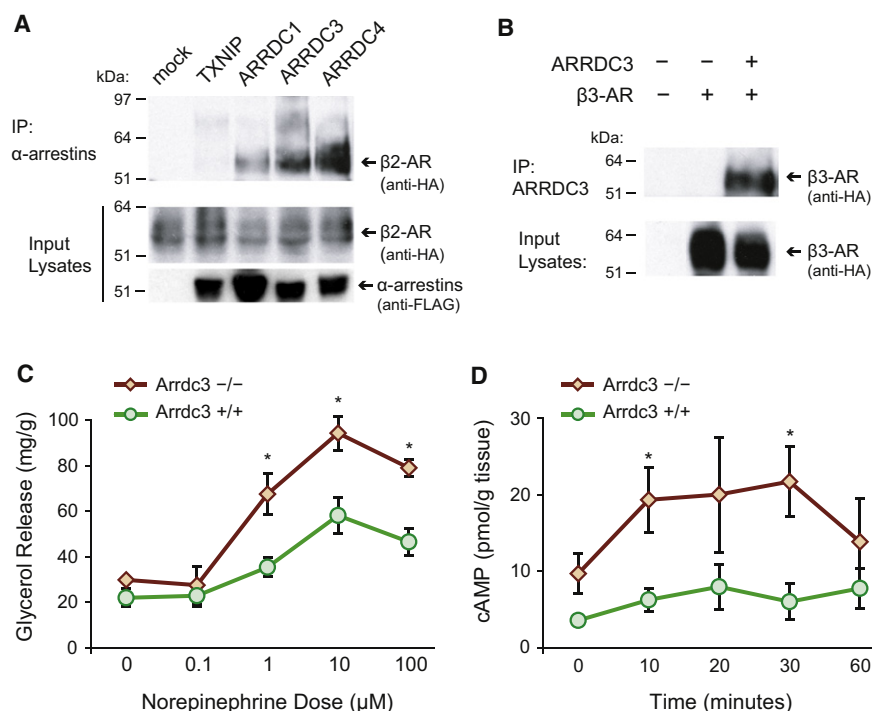 A
mock
TXNIP
ARRDC1
ARRDC3
ARRDC4
kDa:
97
64
51
IP:
α-arrestins
β2-AR
(anti-HA)
64
51
Input
Lysates
β2-AR
(anti-HA)
51
α-arrestins
(anti-FLAG)
B
ARRDC3 − − +
β3-AR − + +
kDa:
64
51
IP:
ARRDC3
β3-AR
(anti-HA)
Input
Lysates:
64
51
β3-AR
(anti-HA)
C
Arrdc3 −/−
Arrdc3 +/+
Glycerol Release (mg/g)
100
80
60
40
20
0
* * *
0 0.1 1 10 100
Norepinephrine Dose (µM)
D
Arrdc3 −/−
Arrdc3 +/+
cAMP (pmol/g tissue)
30
20
10
0
* *
0 10 20 30 60
Time (minutes)